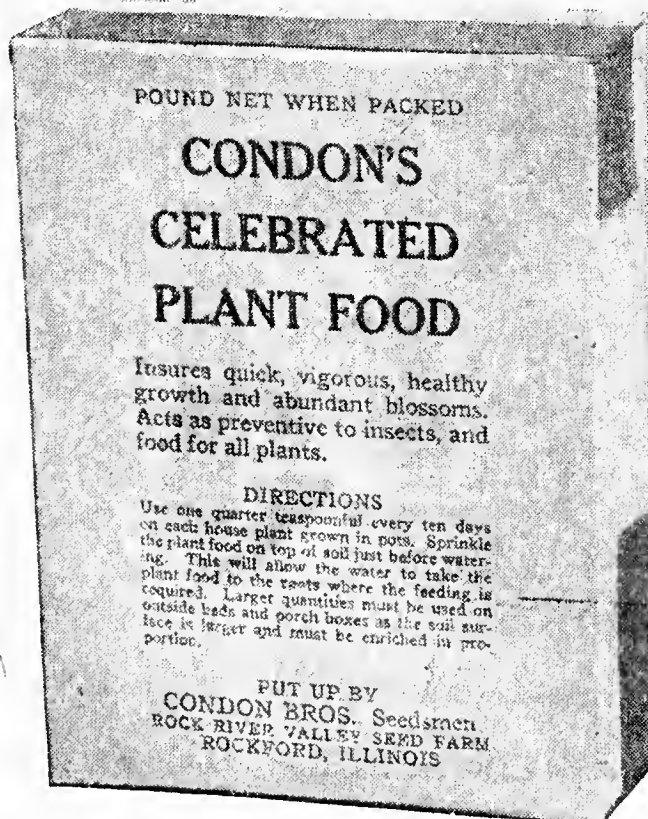 POUND NET WHEN PACKED
CONDON'S
CELEBRATED
PLANT FOOD
Insures quick, vigorous, healthy
growth and abundant blossoms.
Acts as preventive to insects, and
food for all plants.
DIRECTIONS
Use one quarter teaspoonful every ten days
on each house plant grown in pots. Sprinkle
the plant food on top of soil just before water-
ing. This will allow the water to take the
plant food to the roots where the feeding is
required. Larger quantities must be used on
outside beds and porch boxes as the soil sur-
face is larger and must be enriched in pro-
portion.
PUT UP BY
CONDON BROS. Seedsmen
ROCK RIVER VALLEY SEED FARM
ROCKFORD, ILLINOIS